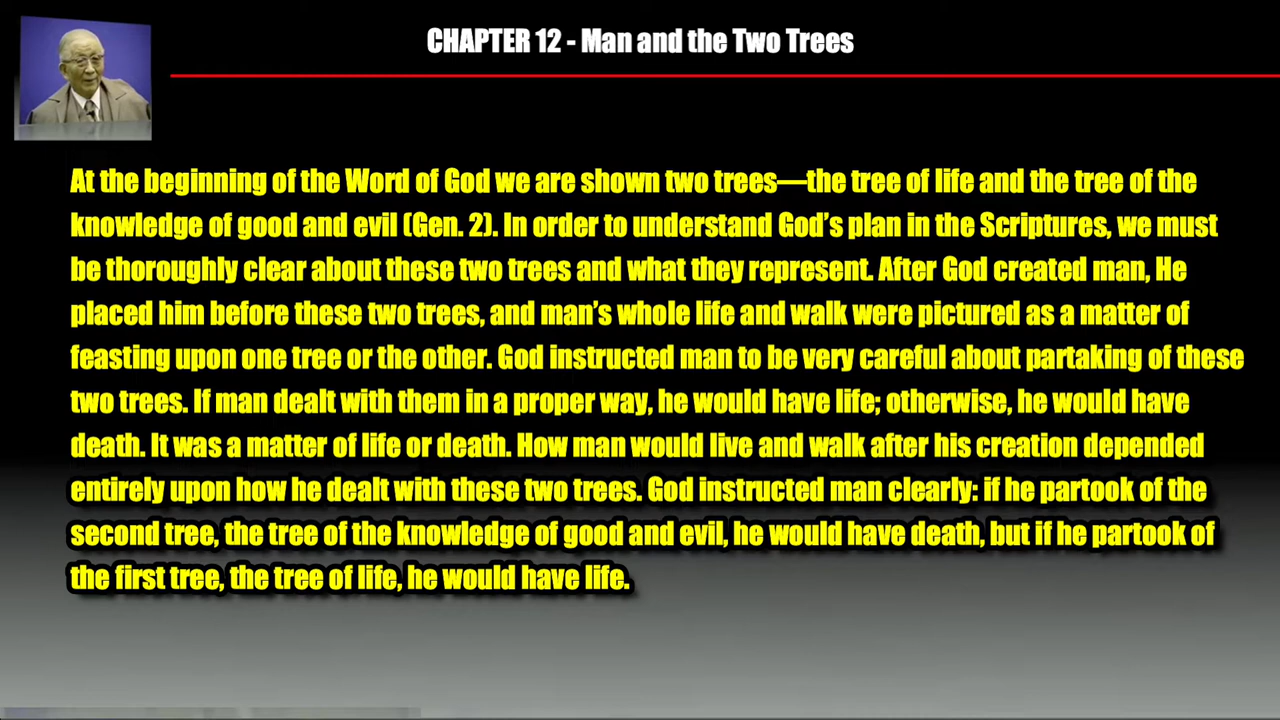 CHAPTER 12 - Man and the Two Trees
At the beginning of the Word of God we are shown two trees—the tree of life and the tree of the
knowledge of good and evil (Gen. 2). In order to understand God’s plan in the Scriptures, we must
be thoroughly clear about these two trees and what they represent. After God created man, He
placed him before these two trees, and man’s whole life and walk were pictured as a matter of
feasting upon one tree or the other. God instructed man to be very careful about partaking of these
two trees. If man dealt with them in a proper way, he would have life; otherwise, he would have
death. It was a matter of life or death. How man would live and walk after his creation depended
entirely upon how he dealt with these two trees. God instructed man clearly: if he partook of the
second tree, the tree of the knowledge of good and evil, he would have death, but if he partook of
the first tree, the tree of life, he would have life.